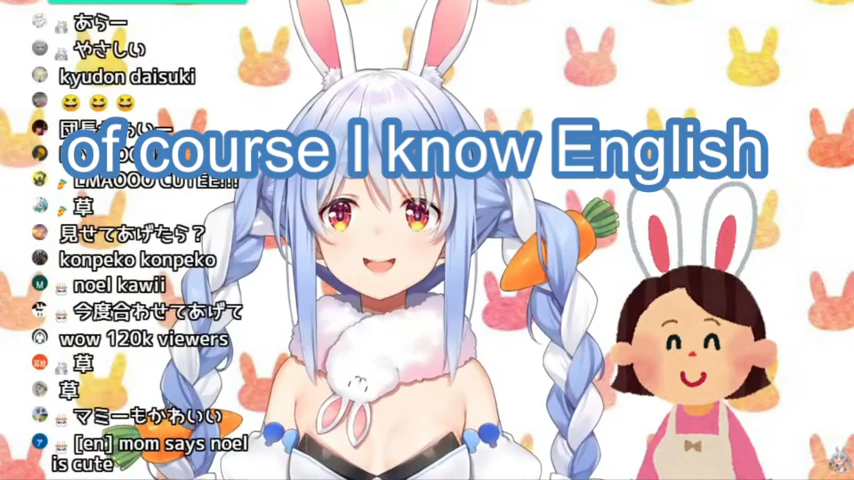 あらー
やさしい
kyudon daisuki
of course I know English
LMAOOO CUTEEE!!!
草
見せてあげたら？
konpeko konpeko
M
noel kawii
今度合わせてあげて
wow 120k viewers
草
草
マミーもかわいい
ア
[en] mom says noel
is cute